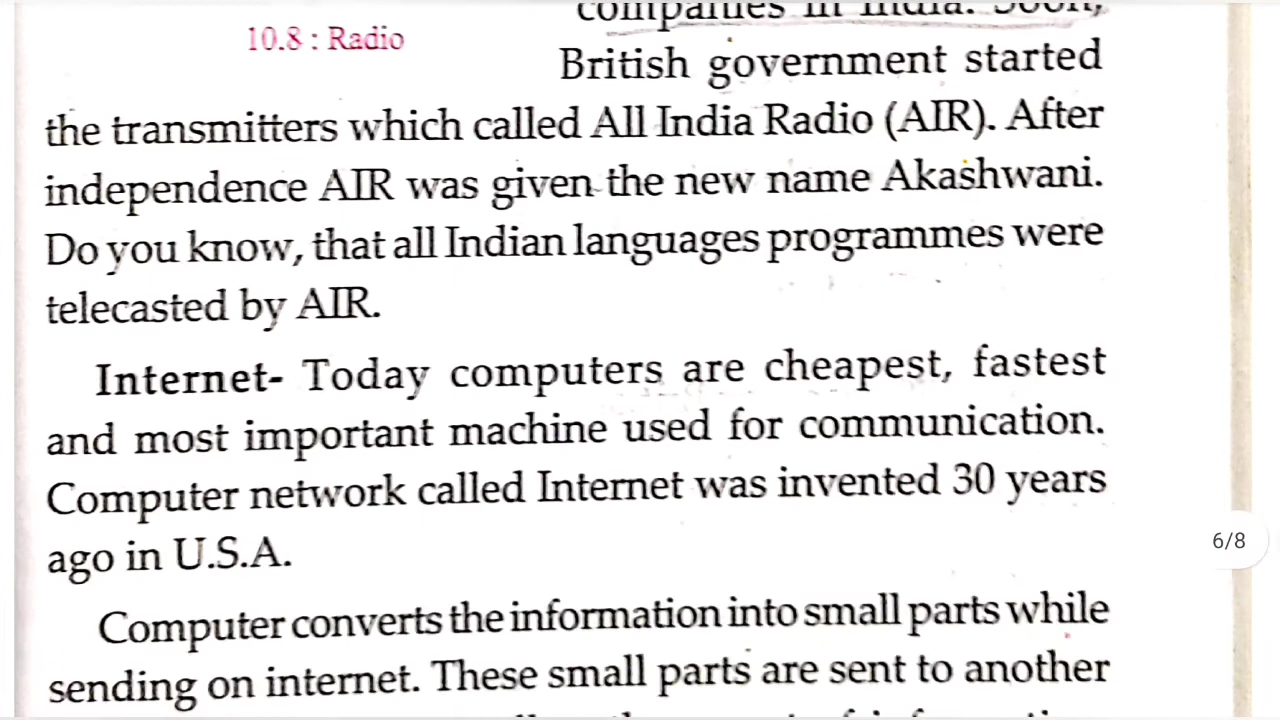 companies in India. Soon,
10.8 : Radio
British government started
the transmitters which called All India Radio (AIR). After
independence AIR was given the new name Akashwani.
Do you know, that all Indian languages programmes were
telecasted by AIR.
Internet- Today computers are cheapest, fastest
and most important machine used for communication.
Computer network called Internet was invented 30 years
ago in U.S.A.
6/8
Computer converts the information into small parts while
sending on internet. These small parts are sent to another